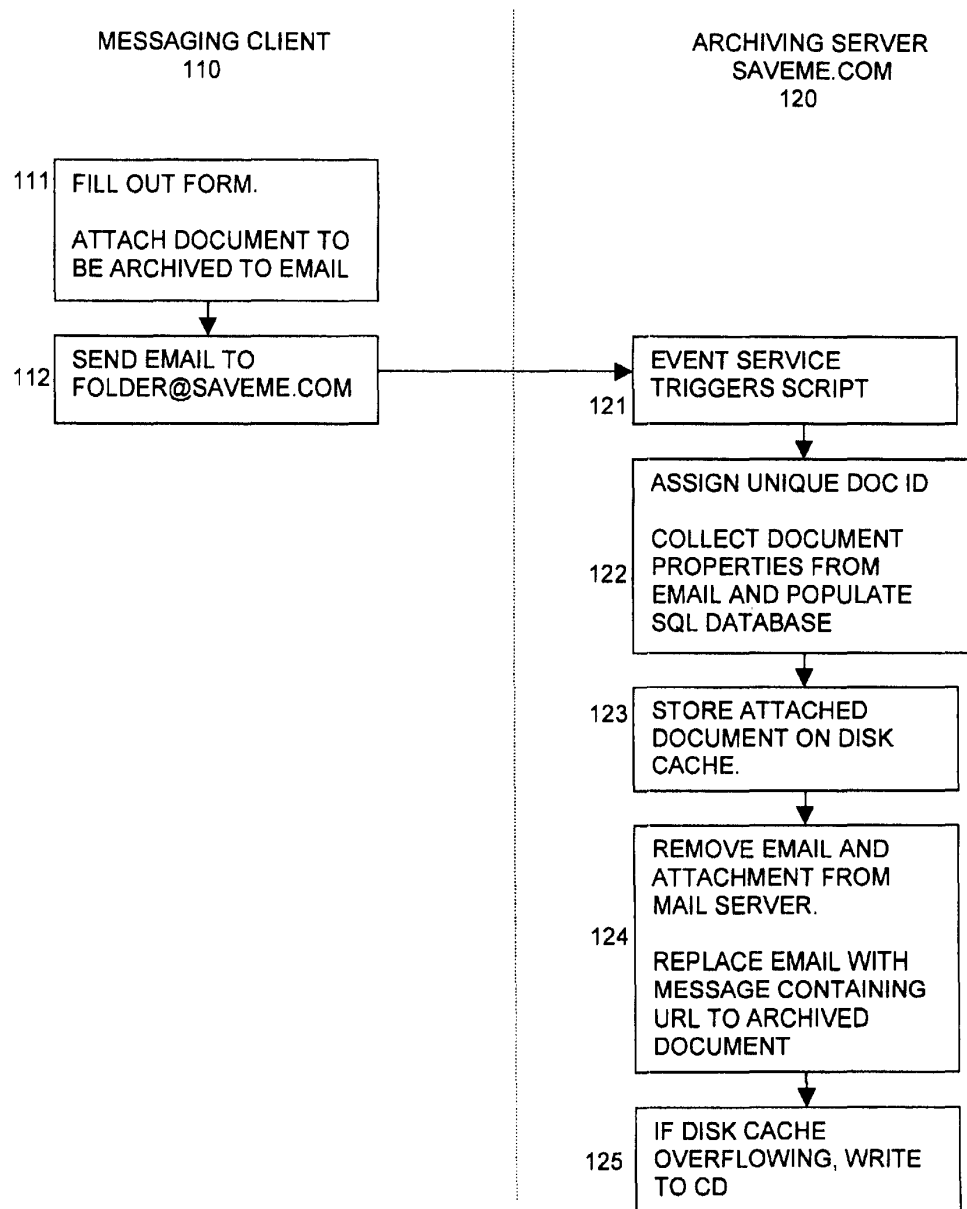 MESSAGING CLIENT
110
ARCHIVING SERVER
SAVEME.COM
120
111
FILL OUT FORM.
ATTACH DOCUMENT TO
BE ARCHIVED TO EMAIL
112
SEND EMAIL TO
FOLDER@SAVEME.COM
121
EVENT SERVICE
TRIGGERS SCRIPT
122
ASSIGN UNIQUE DOC ID
COLLECT DOCUMENT
PROPERTIES FROM
EMAIL AND POPULATE
SQL DATABASE
123
STORE ATTACHED
DOCUMENT ON DISK
CACHE.
124
REMOVE EMAIL AND
ATTACHMENT FROM
MAIL SERVER.
REPLACE EMAIL WITH
MESSAGE CONTAINING
URL TO ARCHIVED
DOCUMENT
125
IF DISK CACHE
OVERFLOWING, WRITE
TO CD